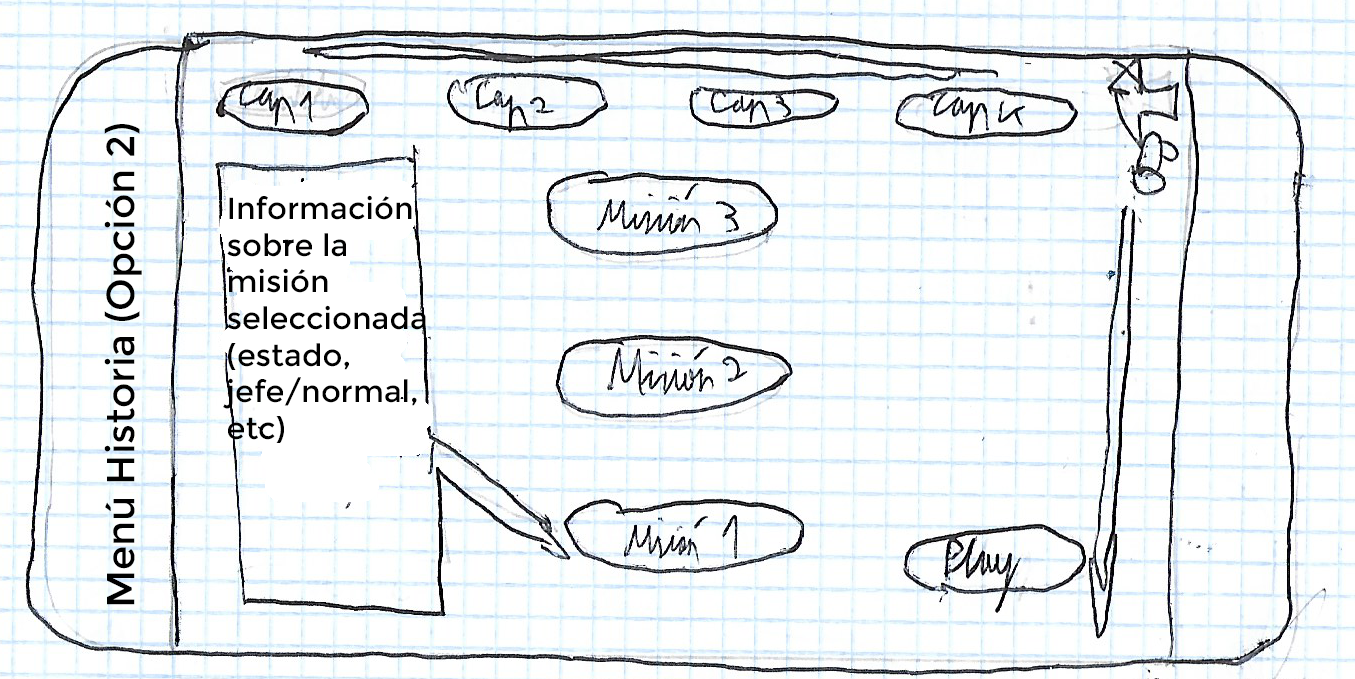 Menú Historia (Opción 2)
Cap 1
Cap 2
Cap 3
Cap 4
Información
sobre la
misión
seleccionada
(estado,
jefe/normal,
etc)
Misión 3
Misión 2
Misión 1
Play